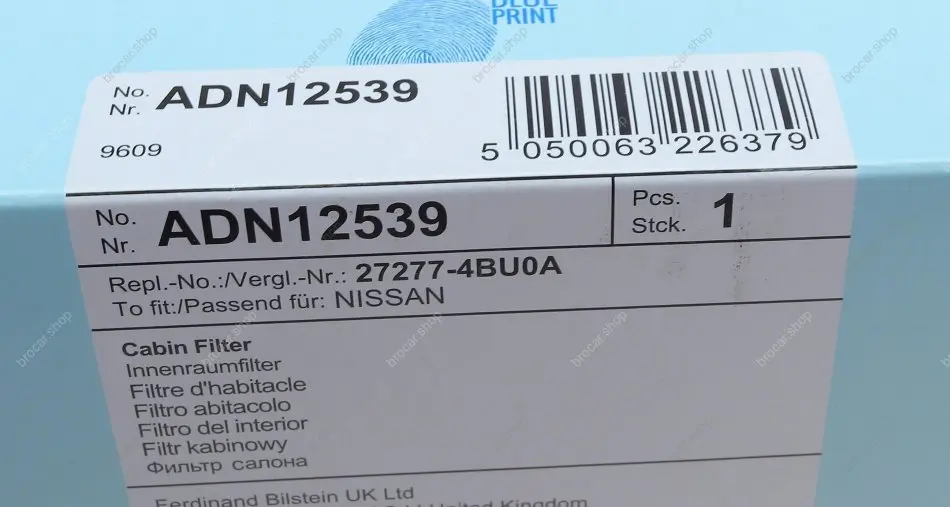 BLUE
PRINT
No.
Nr. ADN12539
9609
5 050063 226379
No.
Nr. ADN12539
Pcs.
Stck. 1
Repl.-No.:/Vergl.-Nr.: 27277-4BU0A
To fit:/Passend für: NISSAN
Cabin Filter
Innenraumfilter
Filtre d'habitacle
Filtro abitacolo
Filtro del interior
Filtr kabinowy
Фильтр салона
Ferdinand Bilstein UK Ltd
United Kingdom
brocar.shop